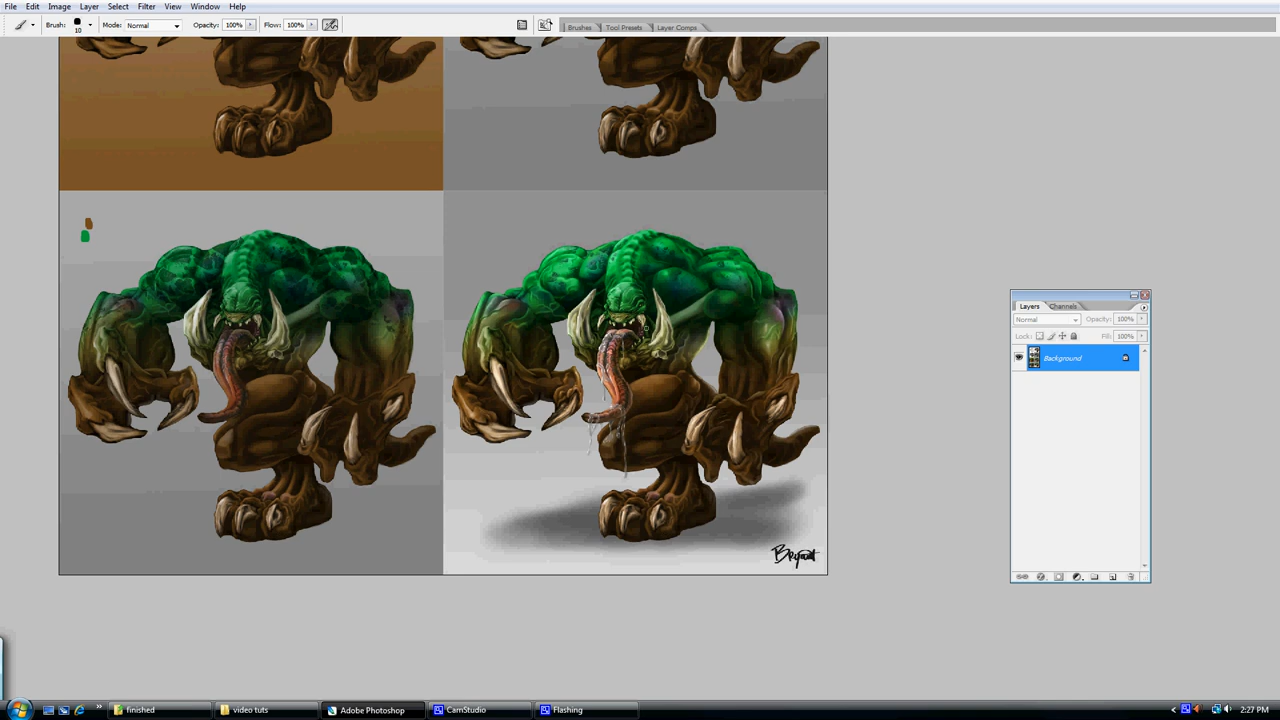 File Edit Image Layer Select Filter View Window Help
Brush: 10 Mode: Normal Opacity: 100% Flow: 100% Brushes Tool Presets Layer Comps
Layers Channels
Normal Opacity: 100%
Lock: Fill: 100%
Background
Bryant
finished video tuts Adobe Photoshop CamStudio Flashing 2:27 PM